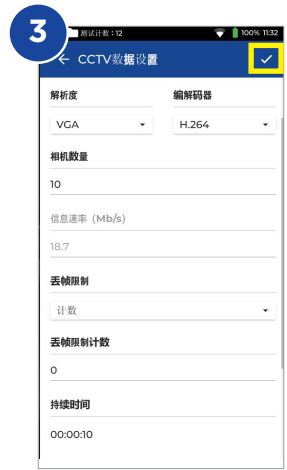 3
测试计数：12
100% 11:32
← CCTV数据设置
解析度 编解码器
VGA H.264
相机数量
10
信息速率（Mb/s）
18.7
丢帧限制
计数
丢帧限制计数
0
持续时间
00:00:10